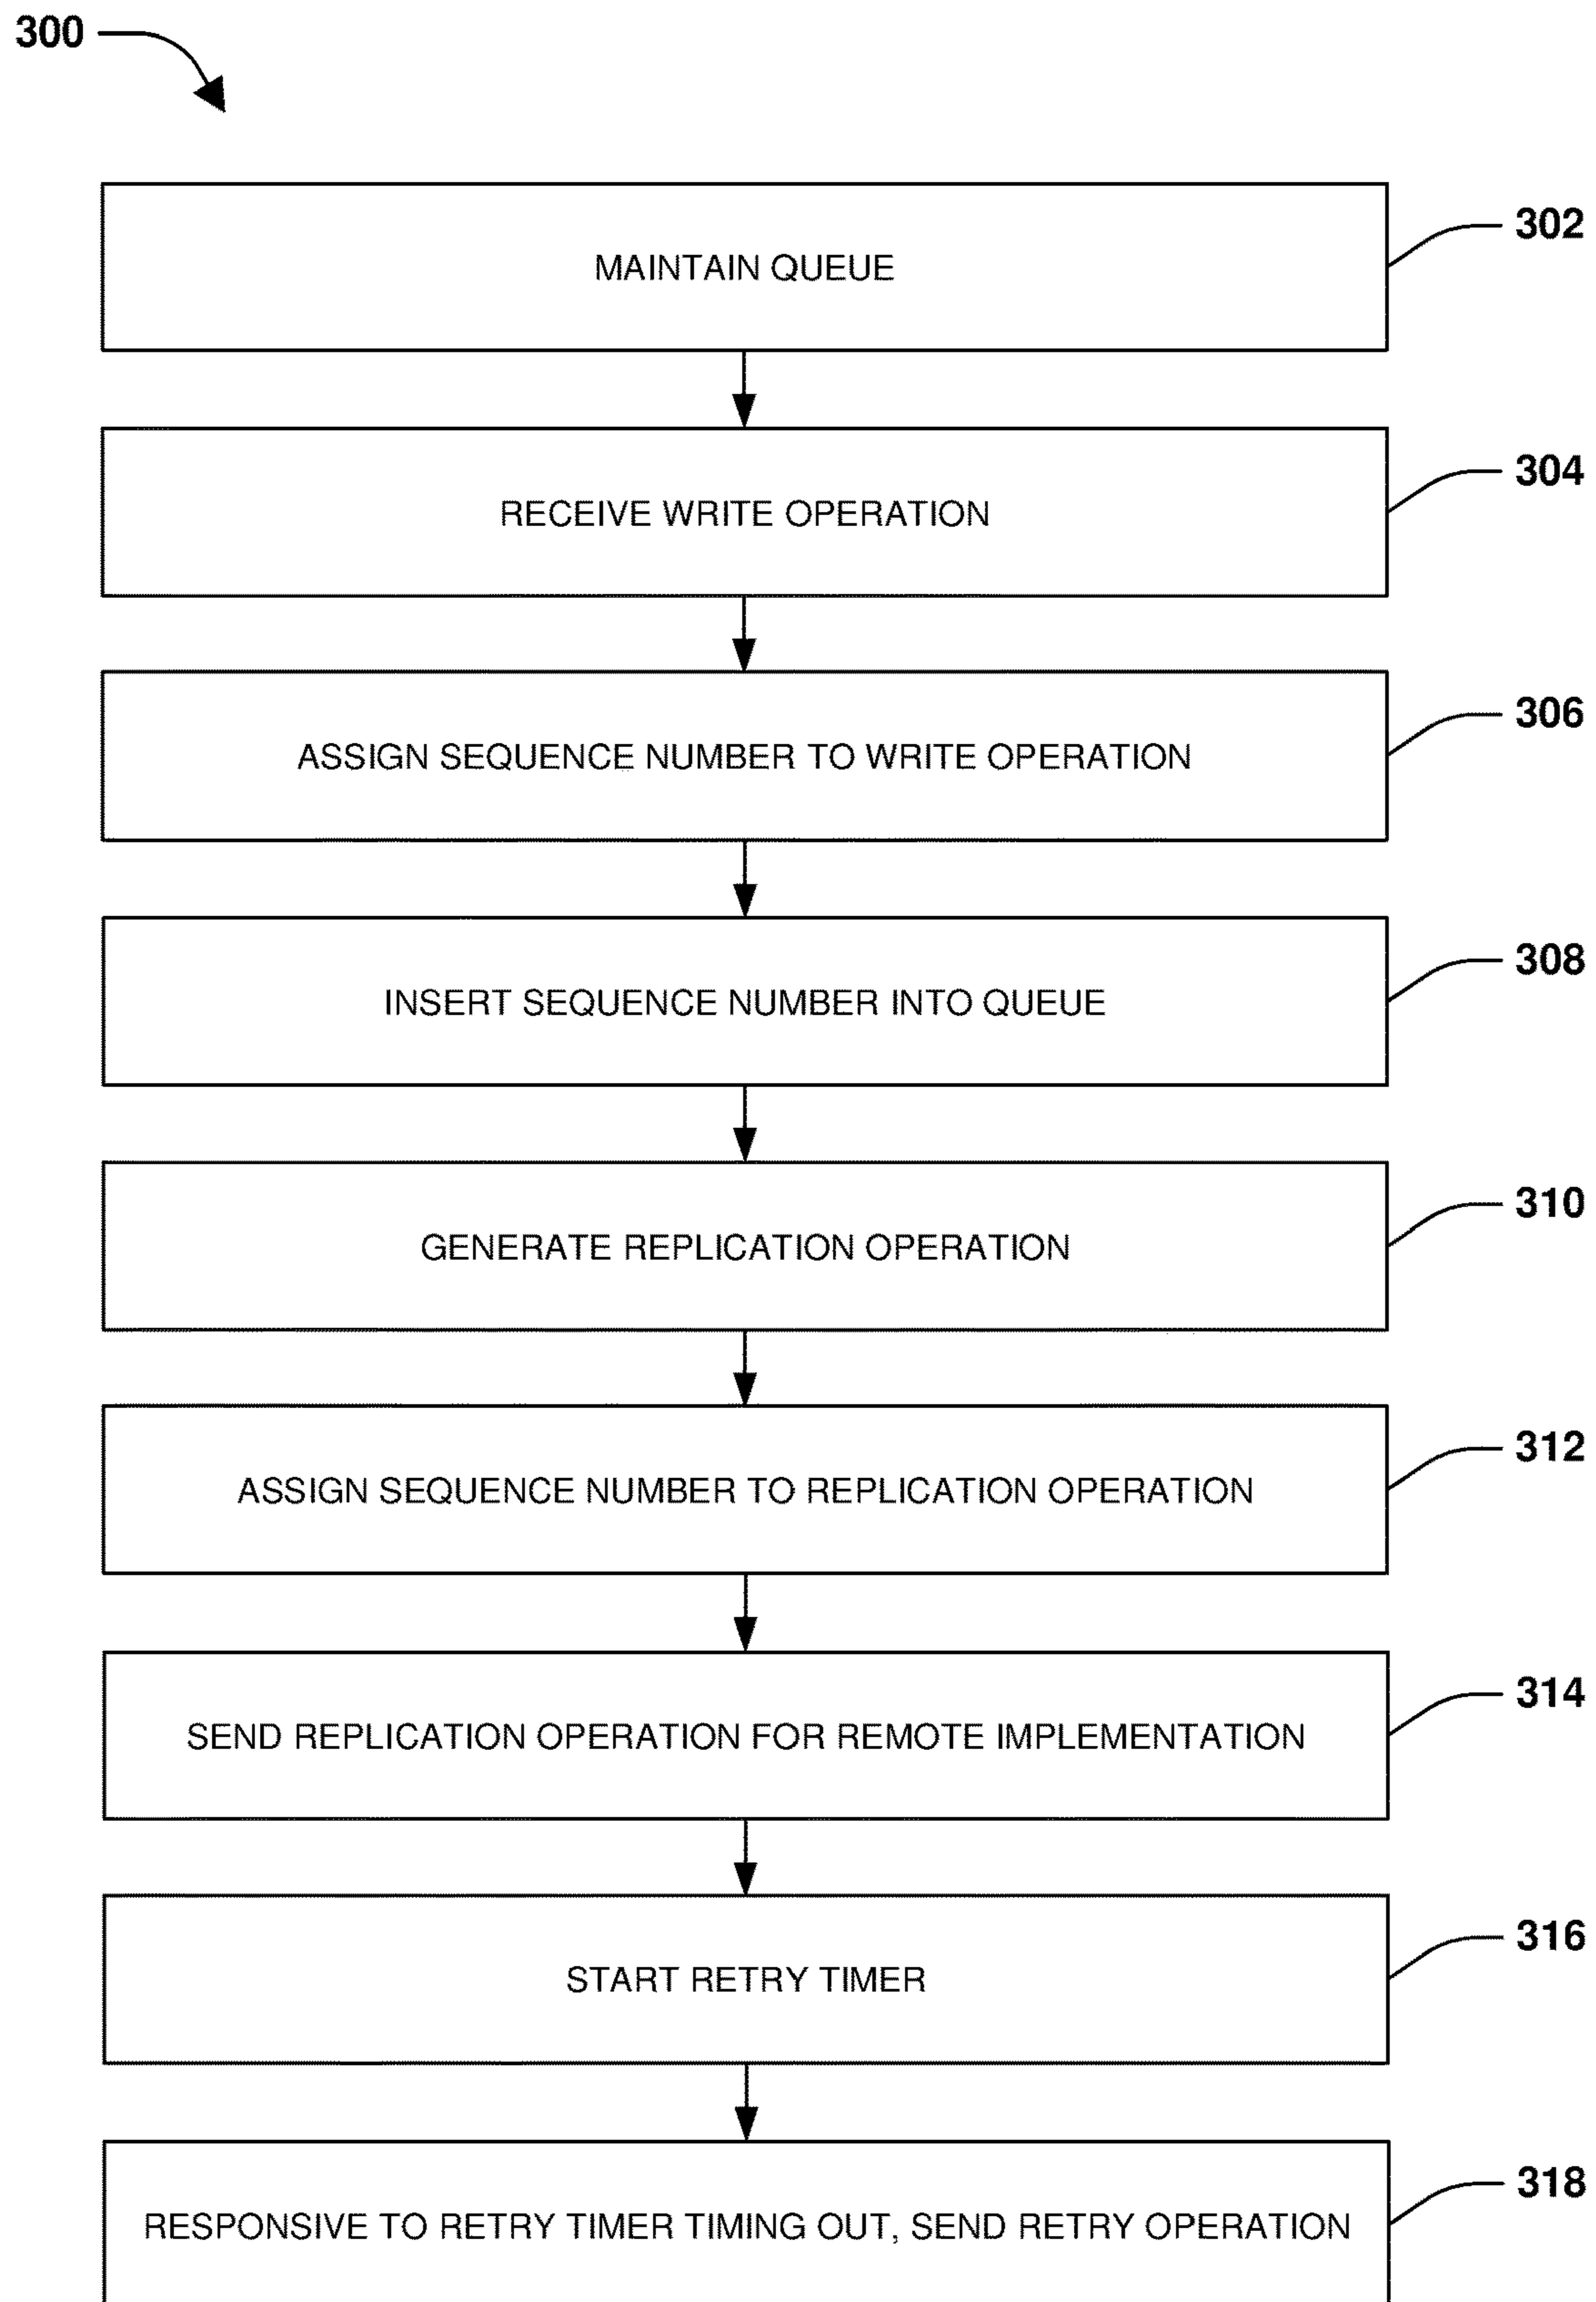 300
MAINTAIN QUEUE
302
RECEIVE WRITE OPERATION
304
ASSIGN SEQUENCE NUMBER TO WRITE OPERATION
306
INSERT SEQUENCE NUMBER INTO QUEUE
308
GENERATE REPLICATION OPERATION
310
ASSIGN SEQUENCE NUMBER TO REPLICATION OPERATION
312
SEND REPLICATION OPERATION FOR REMOTE IMPLEMENTATION
314
START RETRY TIMER
316
RESPONSIVE TO RETRY TIMER TIMING OUT, SEND RETRY OPERATION
318